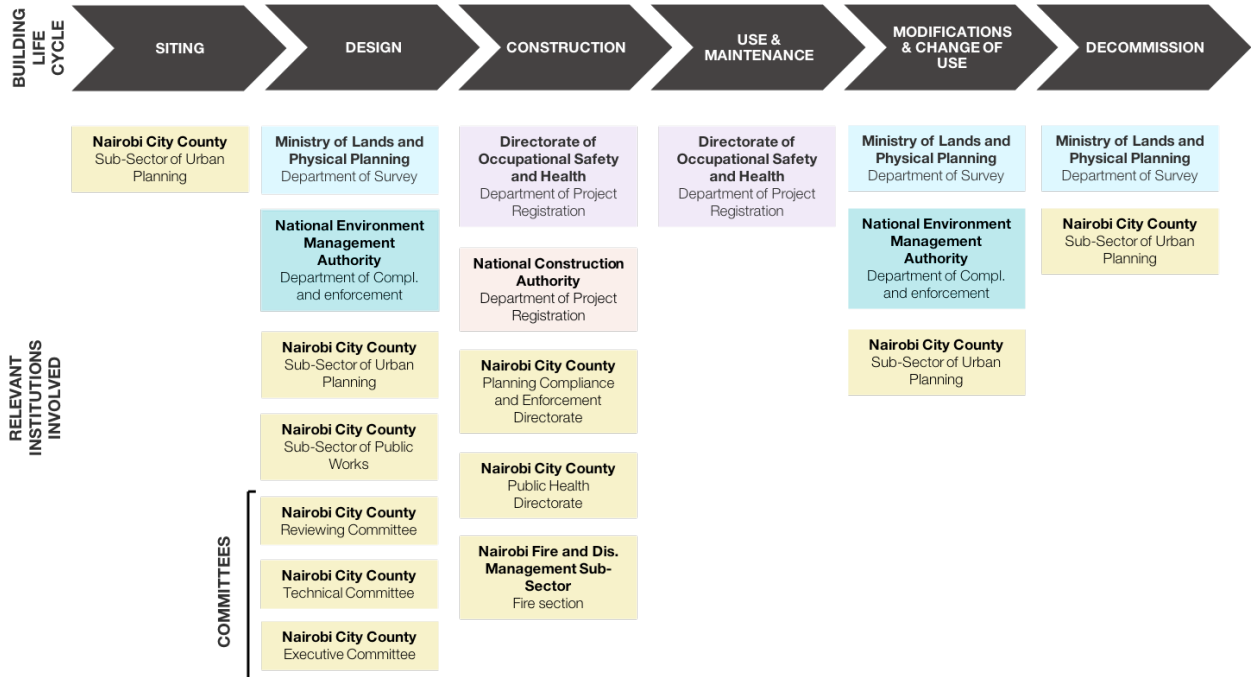 BUILDING
LIFE
CYCLE
SITING
DESIGN
CONSTRUCTION
USE &
MAINTENANCE
MODIFICATIONS
& CHANGE OF
USE
DECOMMISSION
RELEVANT
INSTITUTIONS
INVOLVED
Nairobi City County
Sub-Sector of Urban
Planning
Ministry of Lands and
Physical Planning
Department of Survey
National Environment
Management
Authority
Department of Compl.
and enforcement
Nairobi City County
Sub-Sector of Urban
Planning
Nairobi City County
Sub-Sector of Public
Works
COMMITTEES
Nairobi City County
Reviewing Committee
Nairobi City County
Technical Committee
Nairobi City County
Executive Committee
Directorate of
Occupational Safety
and Health
Department of Project
Registration
National Construction
Authority
Department of Project
Registration
Nairobi City County
Planning Compliance
and Enforcement
Directorate
Nairobi City County
Public Health
Directorate
Nairobi Fire and Dis.
Management Sub-
Sector
Fire section
Directorate of
Occupational Safety
and Health
Department of Project
Registration
Ministry of Lands and
Physical Planning
Department of Survey
National Environment
Management
Authority
Department of Compl.
and enforcement
Nairobi City County
Sub-Sector of Urban
Planning
Ministry of Lands and
Physical Planning
Department of Survey
Nairobi City County
Sub-Sector of Urban
Planning